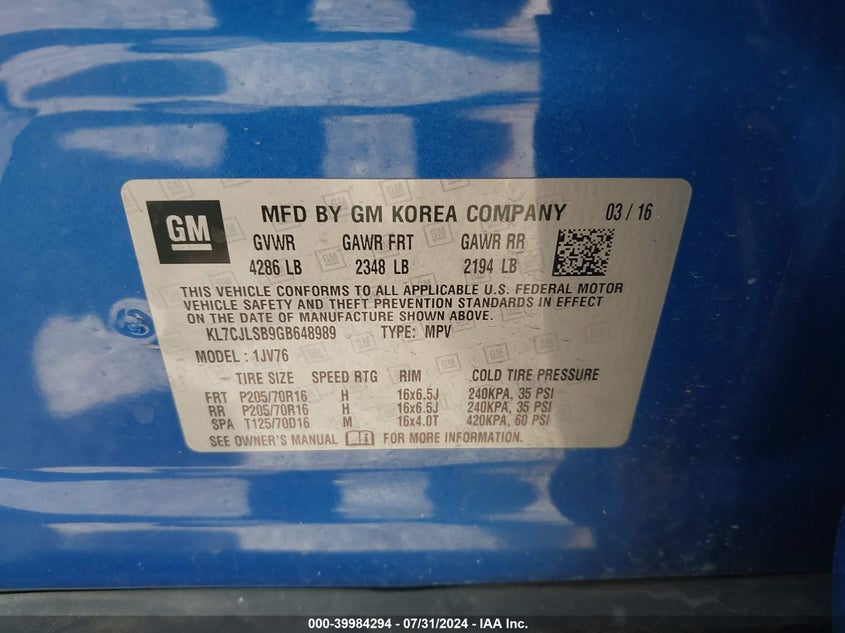 GM MFD BY GM KOREA COMPANY 03 / 16
GVWR GAWR FRT GAWR RR
4286 LB 2348 LB 2194 LB
THIS VEHICLE CONFORMS TO ALL APPLICABLE U.S. FEDERAL MOTOR
VEHICLE SAFETY AND THEFT PREVENTION STANDARDS IN EFFECT
ON THE DATE OF MANUFACTURE SHOWN ABOVE.
KL7CJLSB9GB648989 TYPE: MPV
MODEL : 1JV76
TIRE SIZE SPEED RTG RIM COLD TIRE PRESSURE
FRT P205/70R16 H 16x6.5J 240KPA, 35 PSI
RR P205/70R16 H 16x6.5J 240KPA, 35 PSI
SPA T125/70D16 M 16x4.0T 420KPA, 60 PSI
SEE OWNER'S MANUAL FOR MORE INFORMATION.
000-39984294 - 07/31/2024 - IAA Inc.